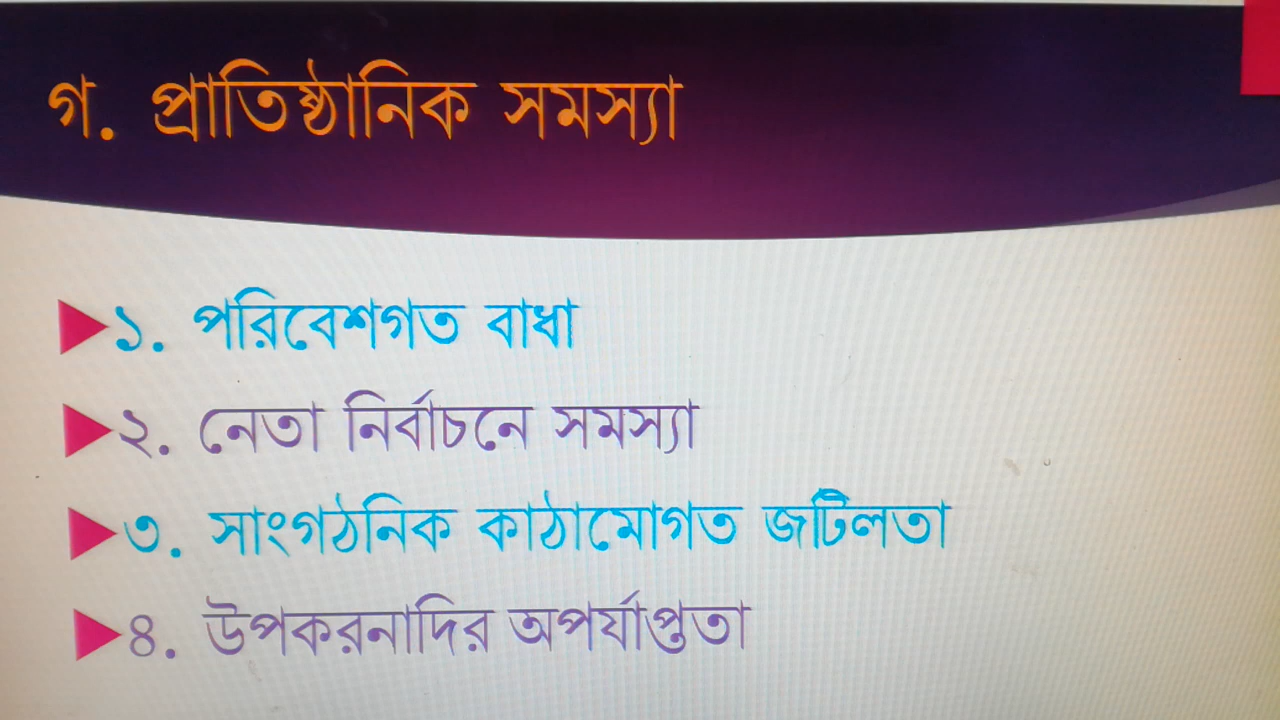 গ. প্রাতিষ্ঠানিক সমস্যা
১. পরিবেশগত বাধা
২. নেতা নির্বাচনে সমস্যা
৩. সাংগঠনিক কাঠামোগত জটিলতা
৪. উপকরনাদির অপর্যাপ্ততা